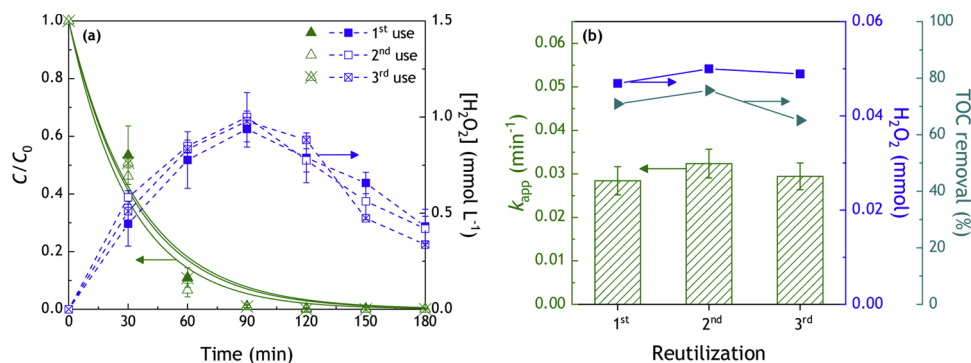 (a)
1st use
2nd use
3rd use
C/C0
1.0
0.8
0.6
0.4
0.2
0.0
0
30
60
90
120
150
180
Time (min)
1.5
1.0
0.5
0.0
[H2O2] (mmol L-1)
(b)
kapp (min-1)
0.06
0.05
0.04
0.03
0.02
0.01
0.00
1st
2nd
3rd
Reutilization
0.06
0.04
0.02
0.00
H2O2 (mmol)
100
80
60
40
20
0
TOC removal (%)